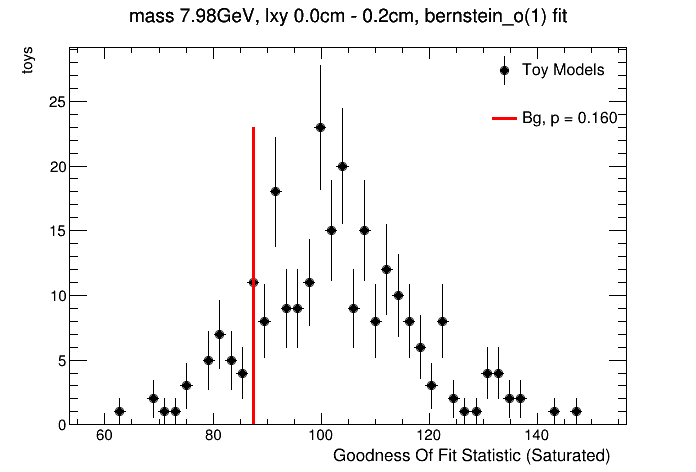 mass 7.98GeV, lxy 0.0cm - 0.2cm, bernstein_o(1) fit
toys
Toy Models
Bg, p = 0.160
25
20
15
10
5
0
60 80 100 120 140
Goodness Of Fit Statistic (Saturated)